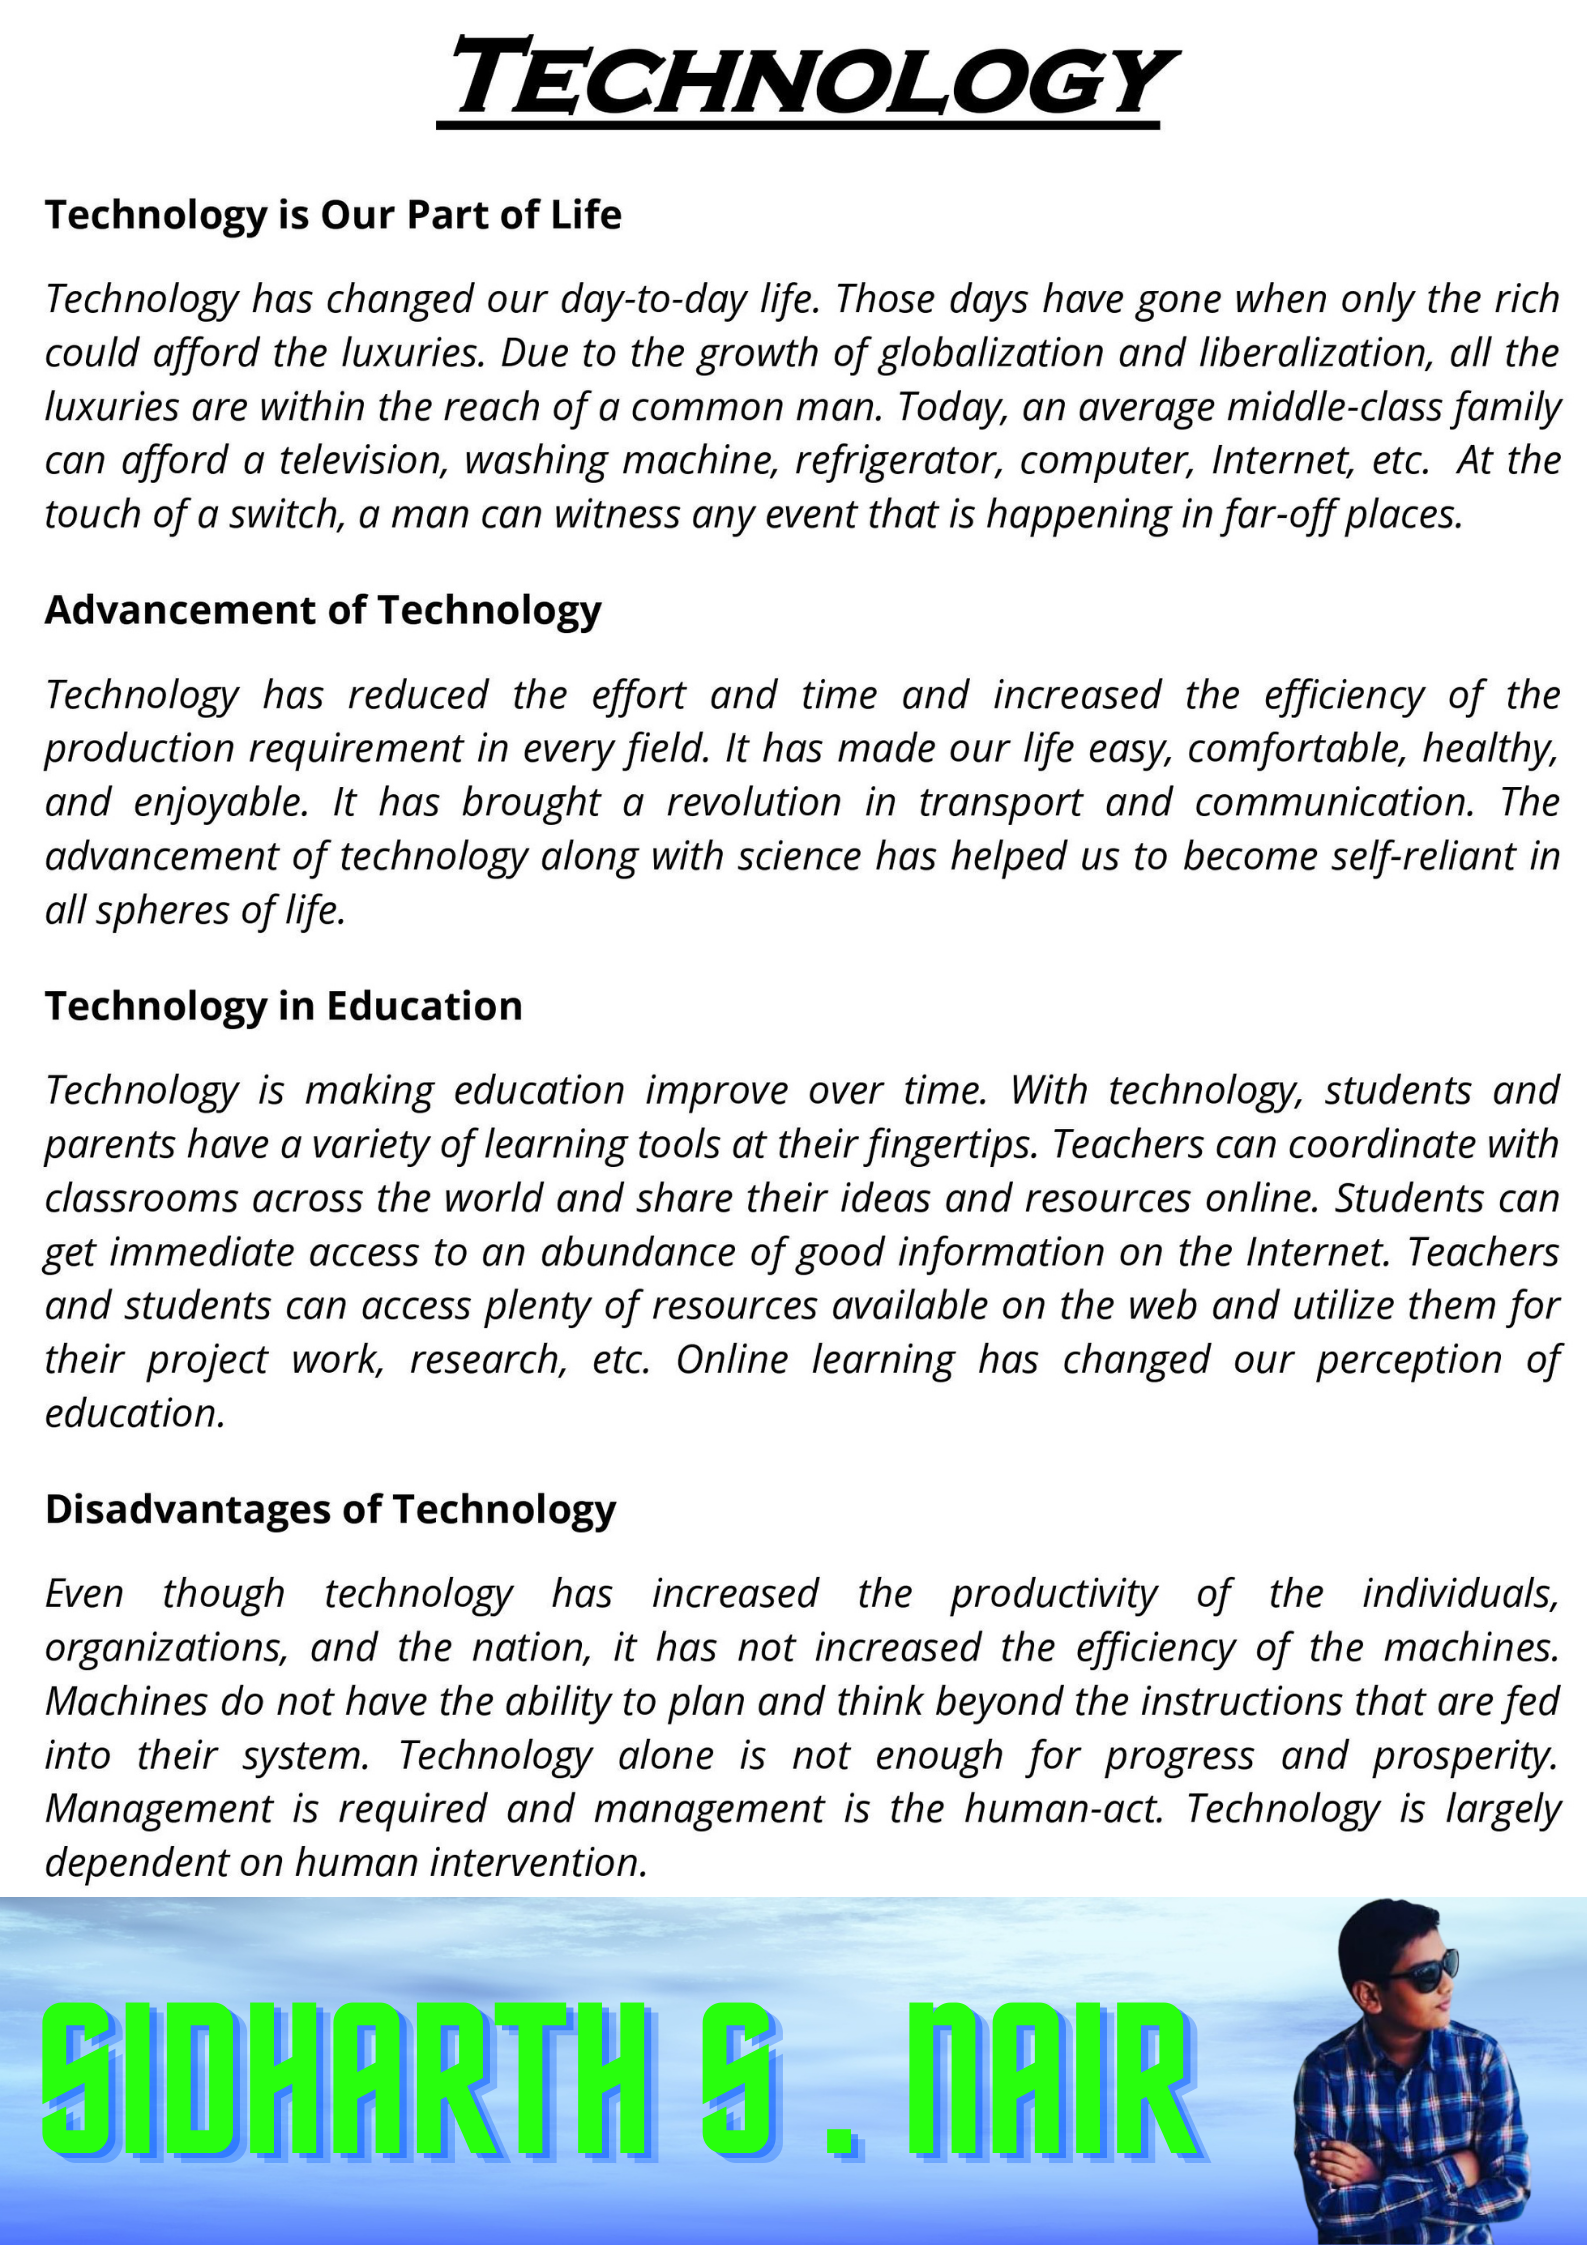 TECHNOLOGY
Technology is Our Part of Life
Technology has changed our day-to-day life. Those days have gone when only the rich
could afford the luxuries. Due to the growth of globalization and liberalization, all the
luxuries are within the reach of a common man. Today, an average middle-class family
can afford a television, washing machine, refrigerator, computer, Internet, etc.  At the
touch of a switch, a man can witness any event that is happening in far-off places.
Advancement of Technology
Technology has reduced the effort and time and increased the efficiency of the
production requirement in every field. It has made our life easy, comfortable, healthy,
and enjoyable. It has brought a revolution in transport and communication. The
advancement of technology along with science has helped us to become self-reliant in
all spheres of life.
Technology in Education
Technology is making education improve over time. With technology, students and
parents have a variety of learning tools at their fingertips. Teachers can coordinate with
classrooms across the world and share their ideas and resources online. Students can
get immediate access to an abundance of good information on the Internet. Teachers
and students can access plenty of resources available on the web and utilize them for
their project work, research, etc. Online learning has changed our perception of
education.
Disadvantages of Technology
Even though technology has increased the productivity of the individuals,
organizations, and the nation, it has not increased the efficiency of the machines.
Machines do not have the ability to plan and think beyond the instructions that are fed
into their system. Technology alone is not enough for progress and prosperity.
Management is required and management is the human-act. Technology is largely
dependent on human intervention.
SIDHARTH S . NAIR